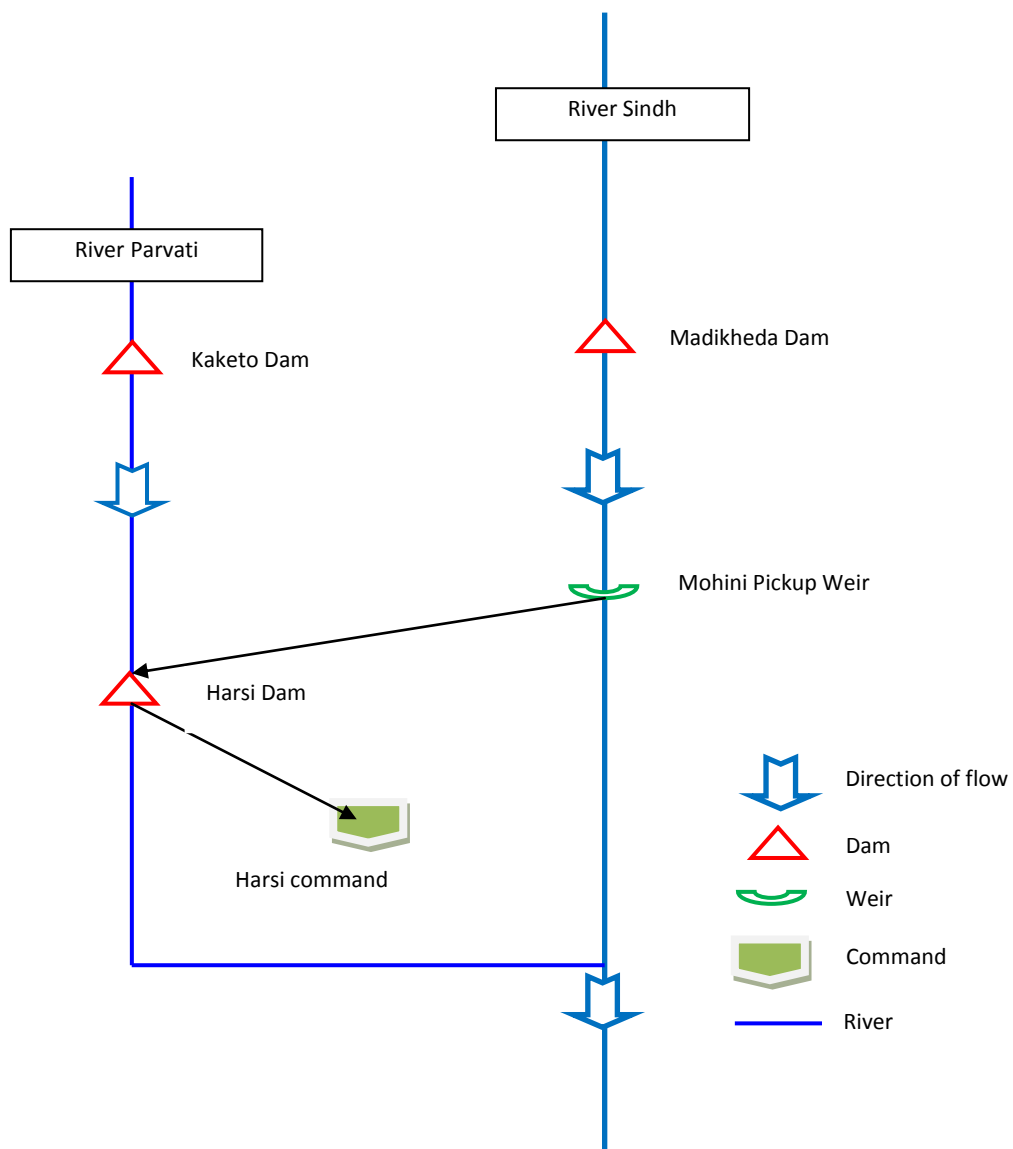 River Sindh
River Parvati
Madikheda Dam
Kaketo Dam
Mohini Pickup Weir
Harsi Dam
Direction of flow
Dam
Harsi command
Weir
Command
River